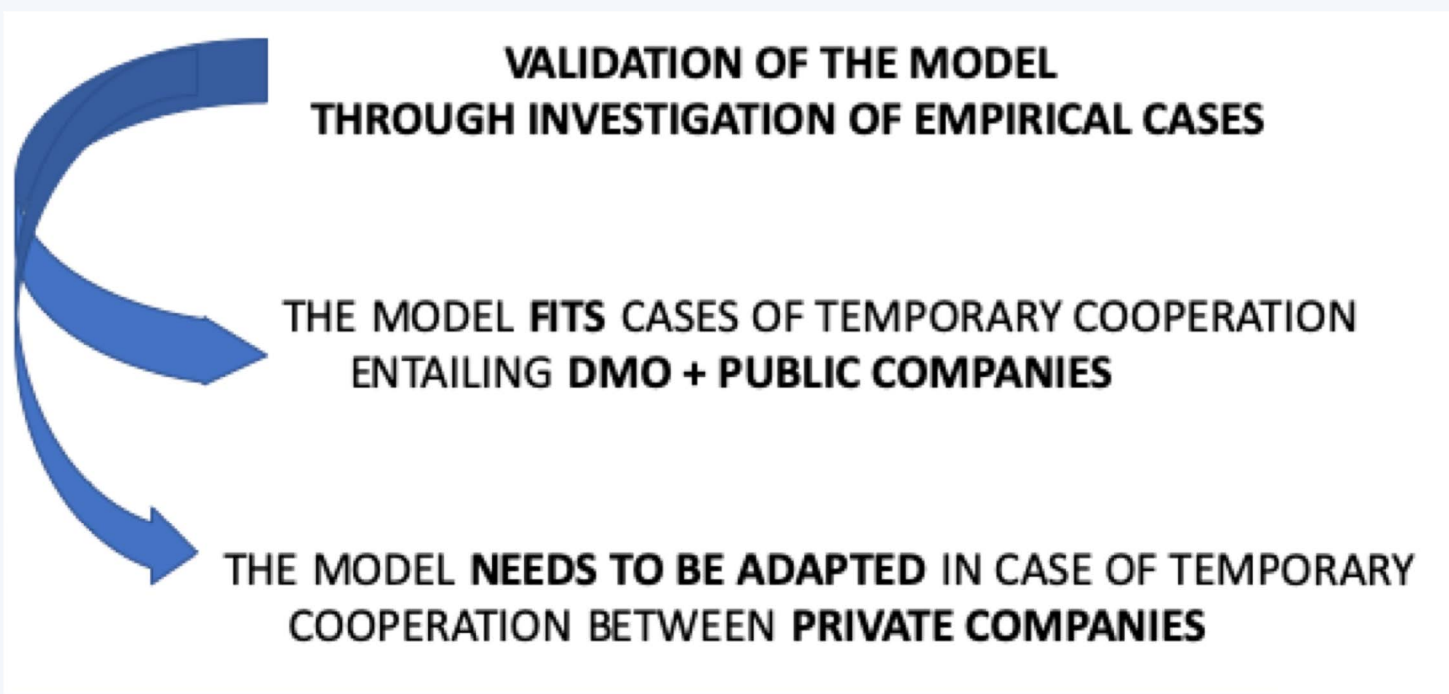 VALIDATION OF THE MODEL
THROUGH INVESTIGATION OF EMPIRICAL CASES
THE MODEL FITS CASES OF TEMPORARY COOPERATION
ENTAILING DMO + PUBLIC COMPANIES
THE MODEL NEEDS TO BE ADAPTED IN CASE OF TEMPORARY
COOPERATION BETWEEN PRIVATE COMPANIES